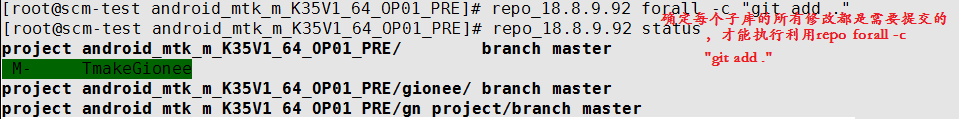 [root@scm-test android_mtk_m_K35V1_64_OP01_PRE]# repo_18.8.9.92 forall -c "git add ."
[root@scm-test android_mtk_m_K35V1_64_OP01_PRE]# repo_18.8.9.92 status
确定每个子库的所有修改都是需要提交的
，才能执行利用repo forall -c
"git add ."
project android_mtk_m_K35V1_64_OP01_PRE/ branch master
M- TmakeGionee
project android_mtk_m_K35V1_64_OP01_PRE/gionee/ branch master
project android_mtk_m_K35V1_64_OP01_PRE/gn project/branch master